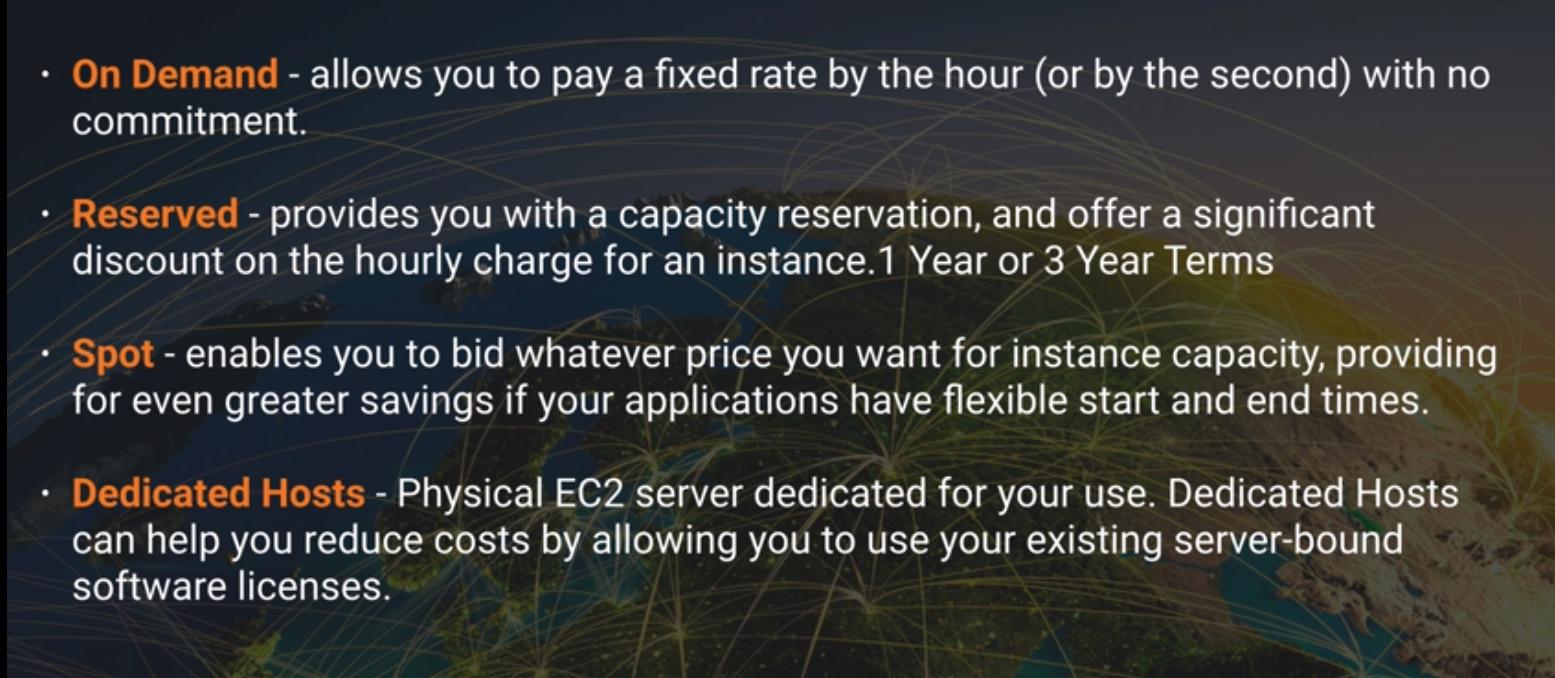 • On Demand - allows you to pay a fixed rate by the hour (or by the second) with no
commitment.
• Reserved - provides you with a capacity reservation, and offer a significant
discount on the hourly charge for an instance.1 Year or 3 Year Terms
• Spot - enables you to bid whatever price you want for instance capacity, providing
for even greater savings if your applications have flexible start and end times.
• Dedicated Hosts - Physical EC2 server dedicated for your use. Dedicated Hosts
can help you reduce costs by allowing you to use your existing server-bound
software licenses.